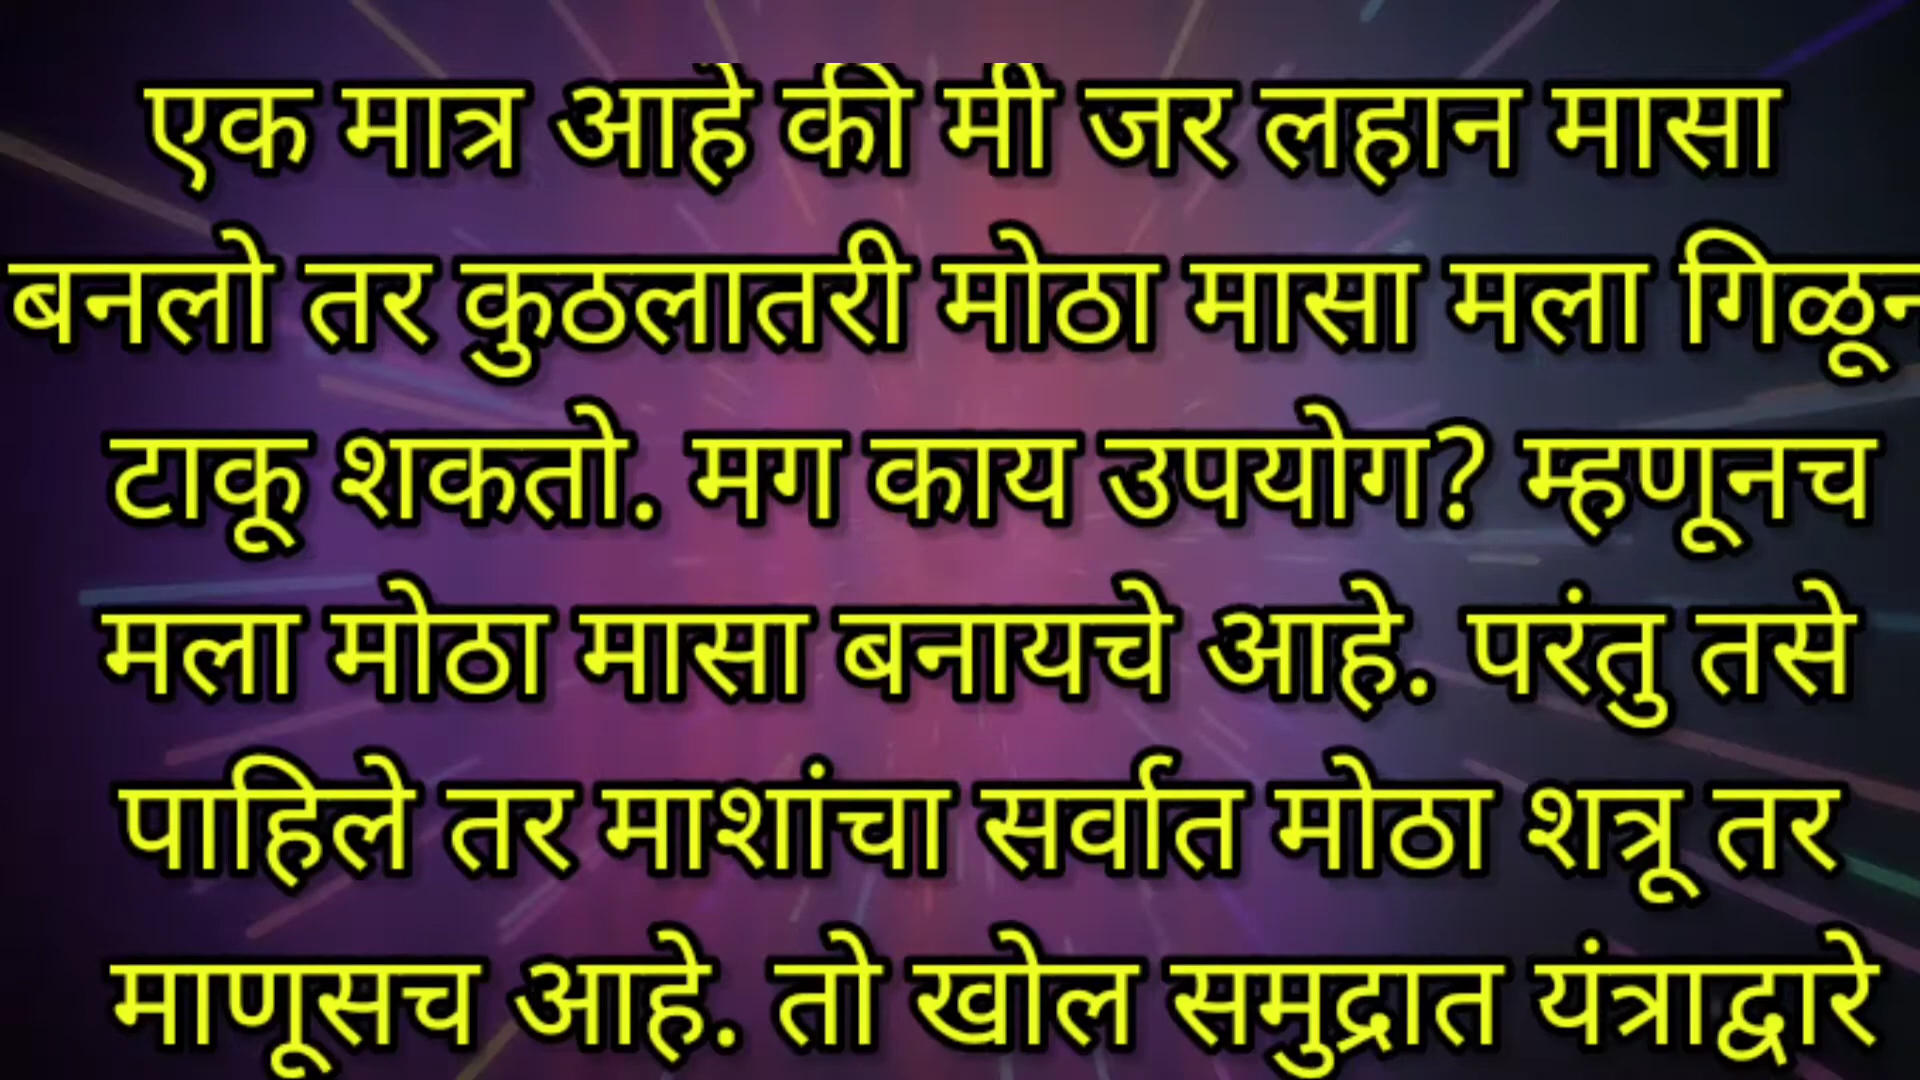 एक मात्र आहे की मी जर लहान मासा
बनलो तर कुठलातरी मोठा मासा मला गिळून
टाकू शकतो. मग काय उपयोग? म्हणूनच
मला मोठा मासा बनायचे आहे. परंतु तसे
पाहिले तर माशांचा सर्वात मोठा शत्रू तर
माणूसच आहे. तो खोल समुद्रात यंत्राद्वारे